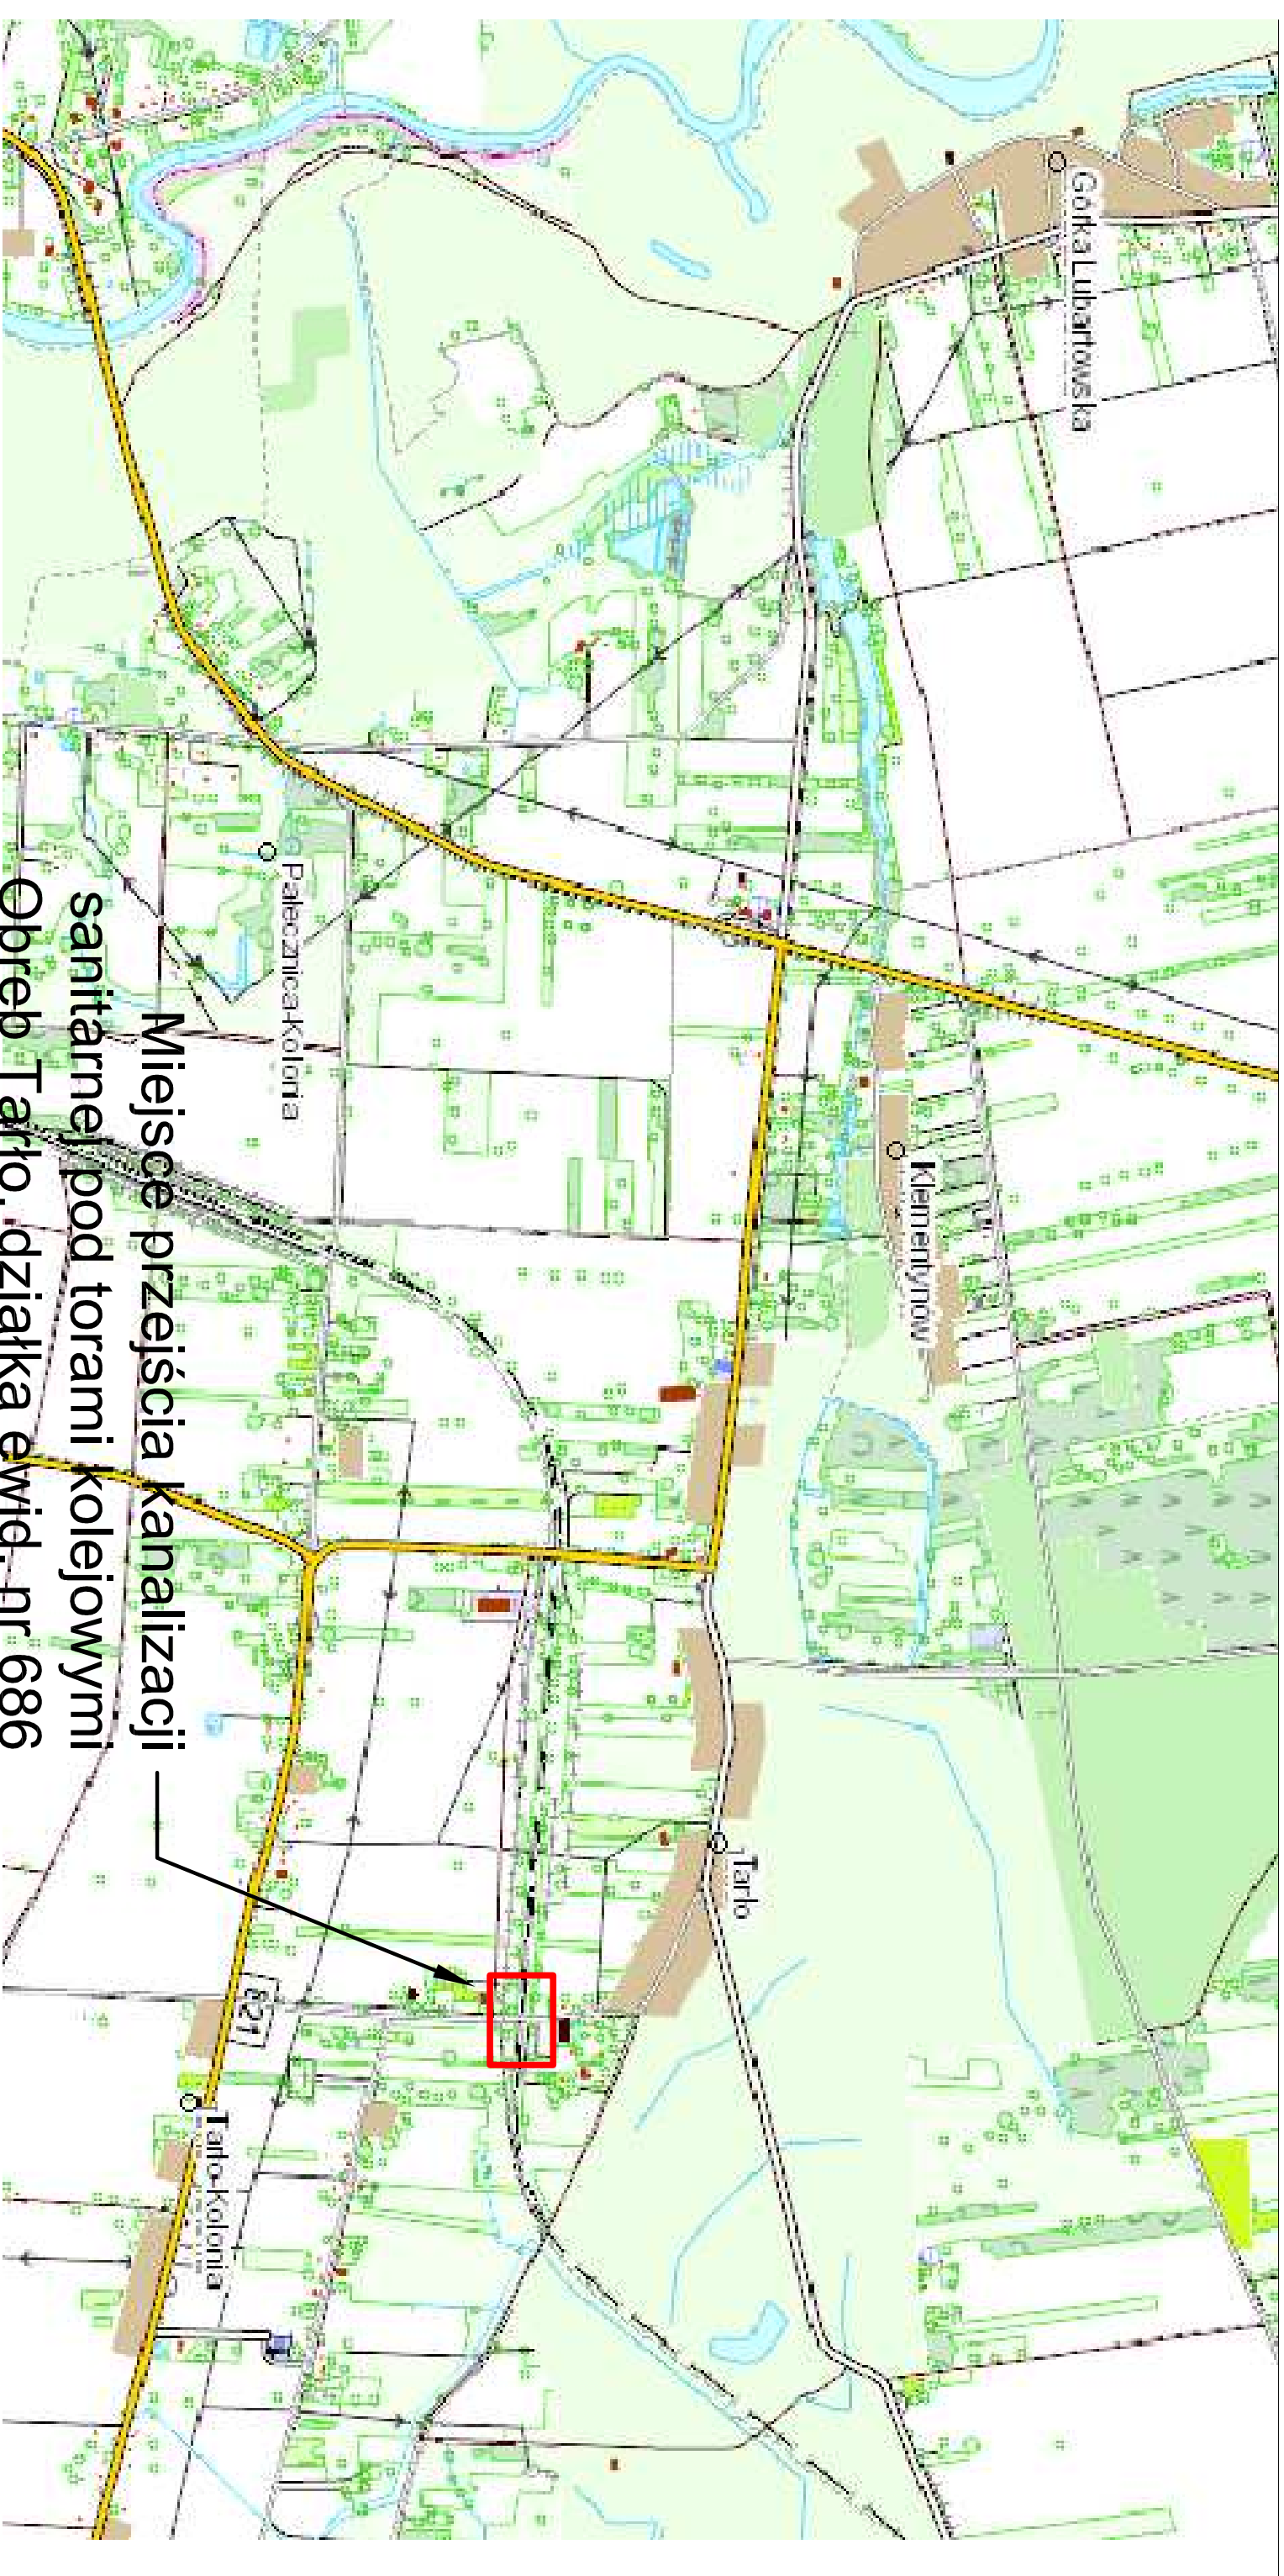 Górka Lubartowska
Klementynów
Tarło
Pałecznica-Kolonia
821
Tarło-Kolonia
Miejsce przejścia kanalizacji
sanitarnej pod torami kolejowymi
Obręb Tarło, działka ewid. nr 686